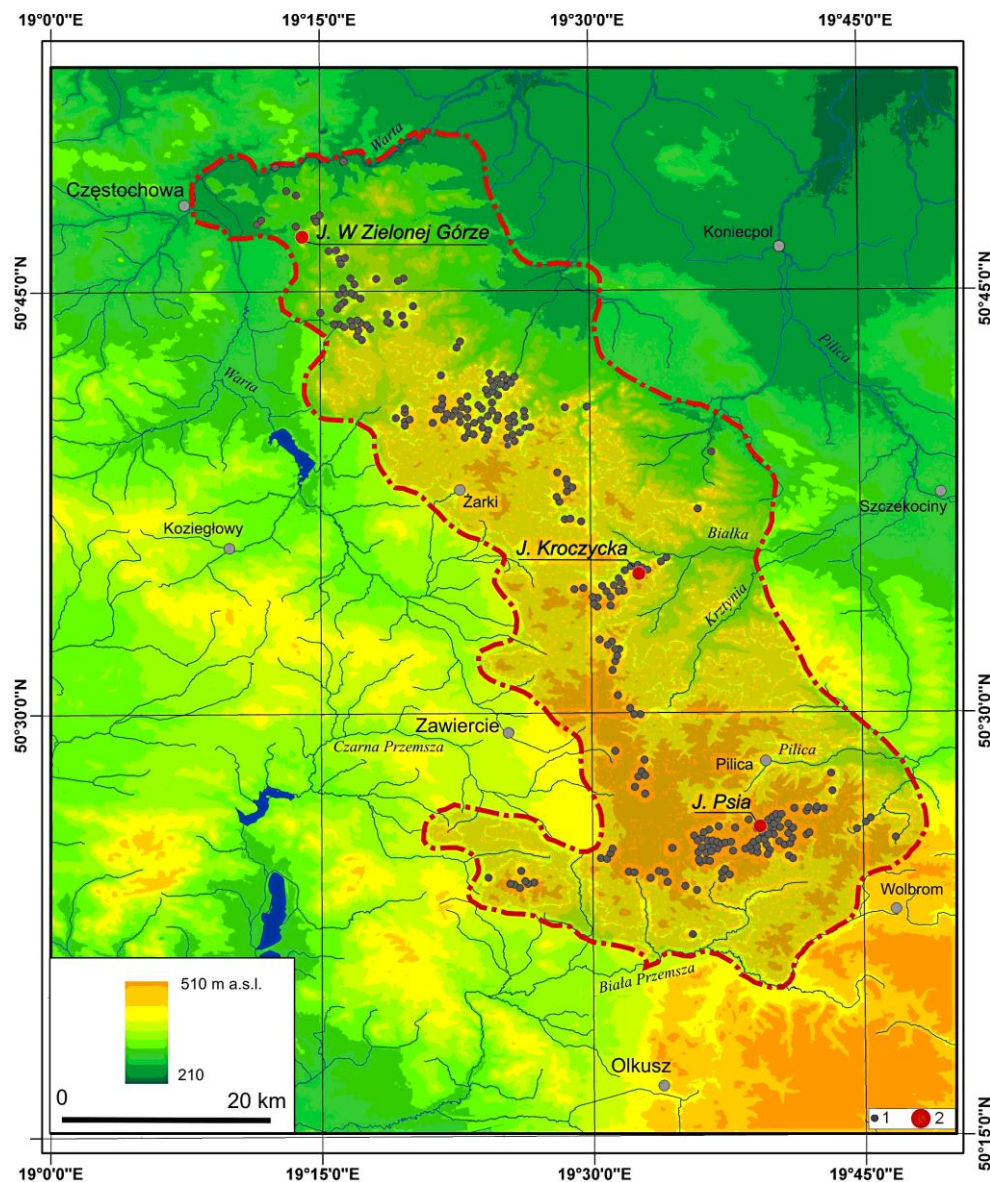 19°0'0"E 19°15'0"E 19°30'0"E 19°45'0"E
Warta
Częstochowa
J. W Zielonej Górze
Koniecpol
50°45'0"N 50°45'0"N
Pilica
Warta
Żarki
Szczekociny
Koziegłowy
Białka
J. Kroczycka
Krztynia
50°30'0"N 50°30'0"N
Zawiercie
Czarna Przemsza
Pilica
Pilica
J. Psia
Wolbrom
Biała Przemsza
510 m a.s.l.
210
Olkusz
0 20 km
1 2
50°15'0"N
19°0'0"E 19°15'0"E 19°30'0"E 19°45'0"E